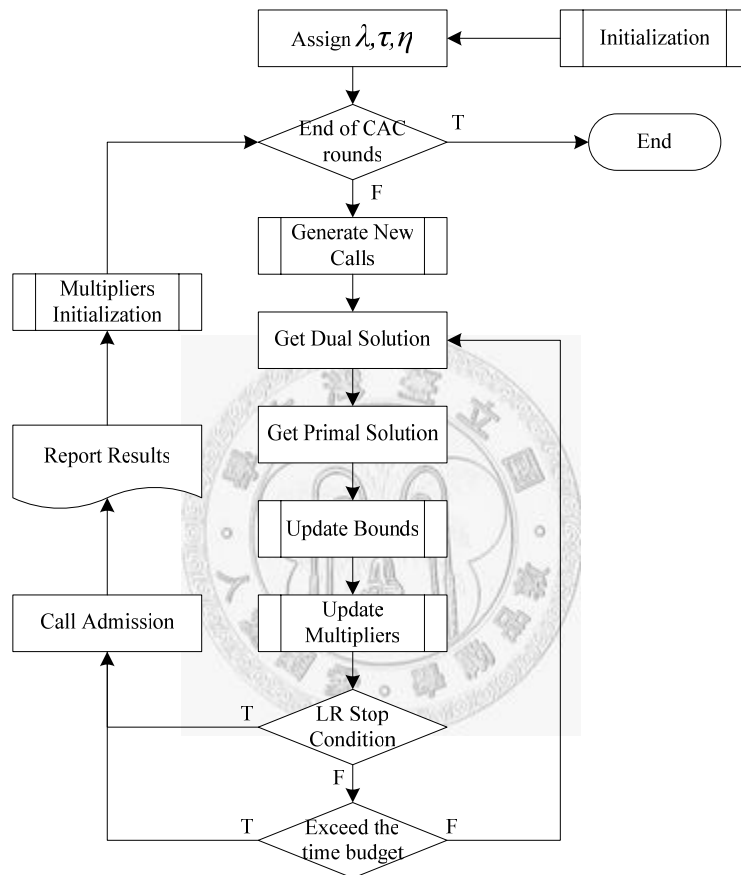 Assign λ,τ,η
Initialization
End of CAC
rounds
T
End
F
Generate New
Calls
Multipliers
Initialization
Get Dual Solution
Get Primal Solution
Report Results
Update Bounds
Call Admission
Update
Multipliers
T
LR Stop
Condition
F
T
Exceed the
time budget
F